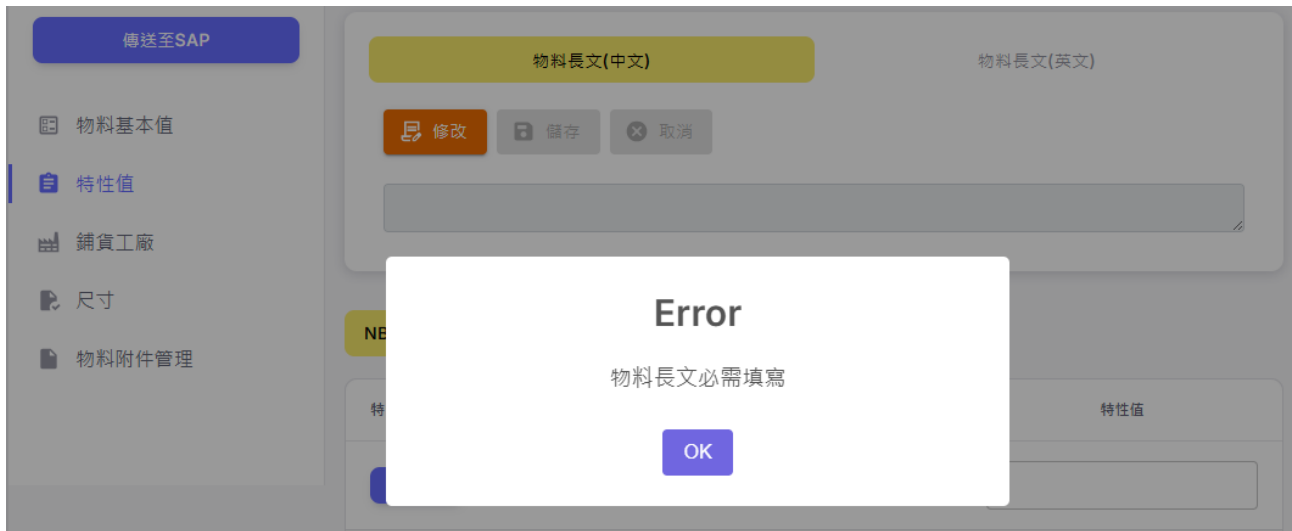 傳送至SAP
物料基本值
特性值
鋪貨工廠
尺寸
物料附件管理
物料長文(中文)
物料長文(英文)
修改
儲存
取消
Error
物料長文必需填寫
OK
NE
特
特性值